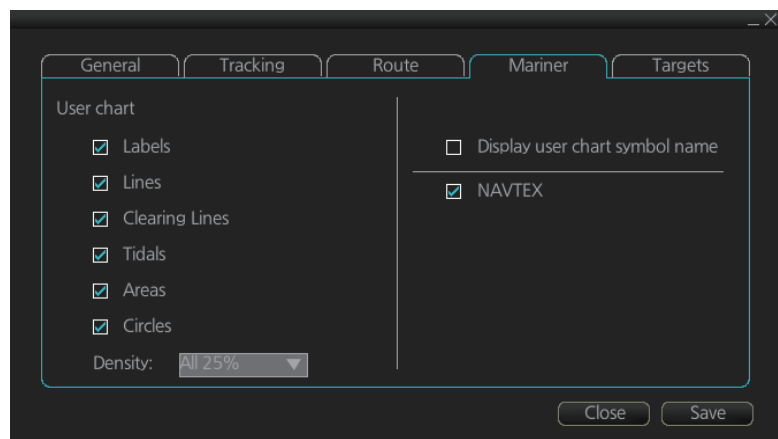 General Tracking Route Mariner Targets
User chart
Labels
Lines
Clearing Lines
Tidals
Areas
Circles
Density: All 25%
Display user chart symbol name
NAVTEX
Close Save